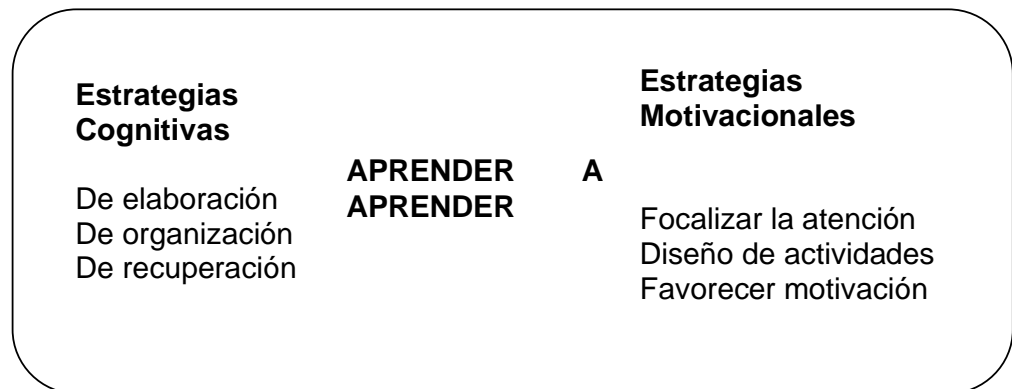 Estrategias
Cognitivas
De elaboración
De organización
De recuperación
APRENDER A
APRENDER
Estrategias
Motivacionales
Focalizar la atención
Diseño de actividades
Favorecer motivación